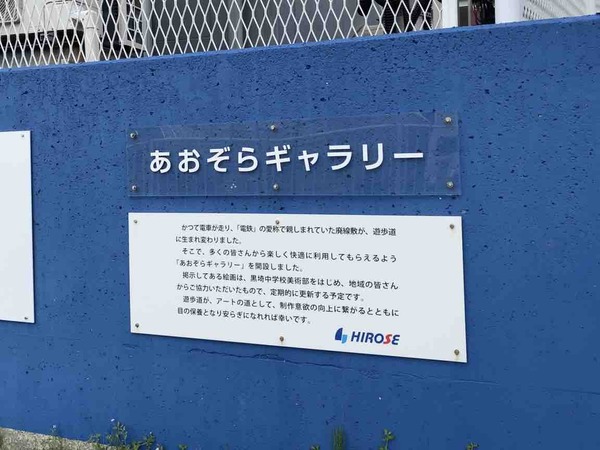 あおぞらギャラリー
かつて電車が走り、「電鉄」の愛称で親しまれていた廃線敷が、遊歩道
に生まれ変わりました。
そこで、多くの皆さんから楽しく快適に利用してもらえるよう
「あおぞらギャラリー」を開設しました。
掲示してある絵画は、黒埼中学校美術部をはじめ、地域の皆さん
からご協力いただいたもので、定期的に更新する予定です。
遊歩道が、アートの道として、制作意欲の向上に繋がるとともに
目の保養となり安らぎになれれば幸いです。
HIROSE